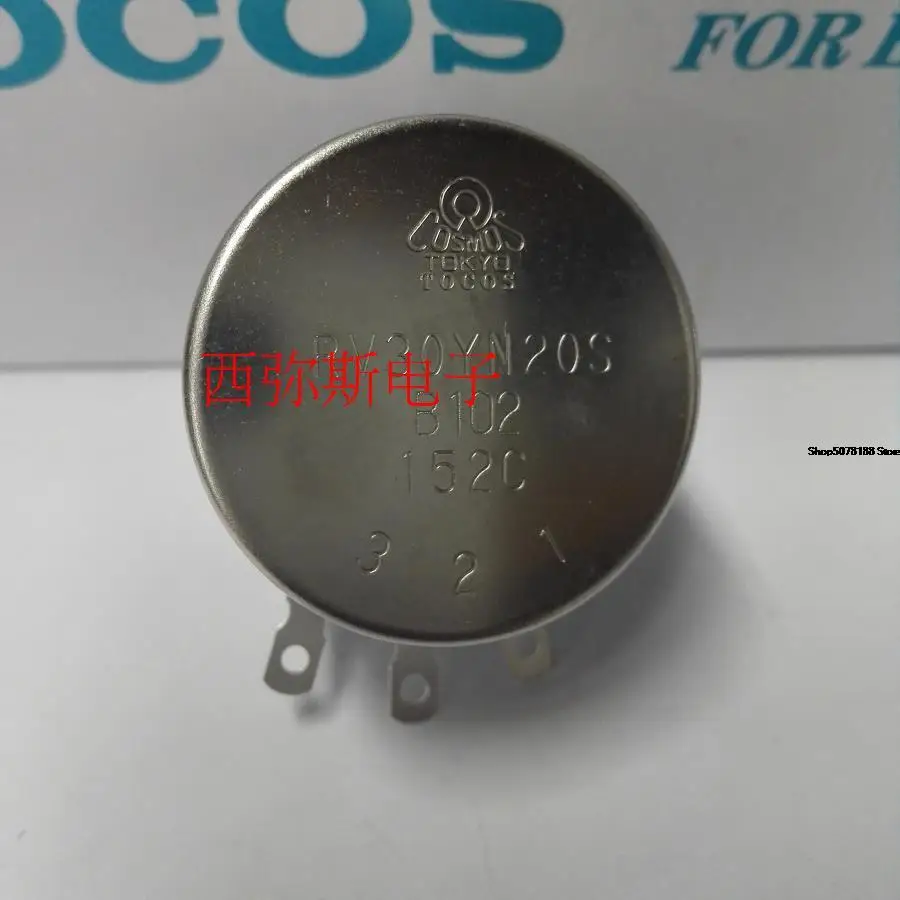 OCOS FOR
COSMOS
TOKYO
TOCOS
RV30YN20S
西弥斯电子
B102
152C
Shop5078188 Store
3 2 1